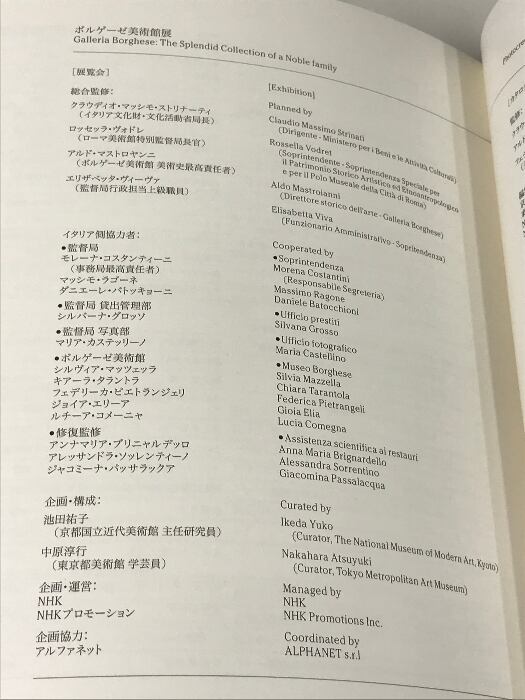 ボルゲーゼ美術館展
Galleria Borghese: The Splendid Collection of a Noble family
[展覧会]
総合監修：
クラウディオ・マッシモ・ストリナーティ
（イタリア文化財・文化活動省局長）
ロッセッラ・ヴォドレ
（ローマ美術館特別監督局長官）
アルド・マストロヤンニ
（ボルゲーゼ美術館 美術史最高責任者）
エリザベッタ・ヴィーヴァ
（監督局行政担当上級職員）
イタリア側協力者：
●監督局
モレーナ・コスタンティーニ
（事務局最高責任者）
マッシモ・ラゴーネ
ダニエーレ・バトッキョーニ
●監督局 貸出管理部
シルバーナ・グロッソ
●監督局 写真部
マリア・カステッリーノ
●ボルゲーゼ美術館
シルヴィア・マッツェッラ
キアーラ・タラントラ
フェデリーカ・ピエトランジェリ
ジョイア・エリーア
ルチーア・コメーニャ
●修復監修
アンナマリア・ブリニャルデッロ
アレッサンドラ・ソッレンティーノ
ジャコミーナ・パッサラックア
企画・構成：
池田祐子
（京都国立近代美術館 主任研究員）
中原淳行
（東京都美術館 学芸員）
企画・運営：
NHK
NHKプロモーション
企画協力：
アルファネット
[Exhibition]
Planned by
Claudio Massimo Strinati
(Dirigente - Ministero per i Beni e le Attività Culturali)
Rossella Vodret
(Soprintendente - Soprintendenza Speciale per
il Patrimonio Storico Artistico ed Etnoantropologico
e per il Polo Museale della Città di Roma)
Aldo Mastroianni
(Direttore storico dell'arte - Galleria Borghese)
Elisabetta Viva
(Funzionario Amministrativo - Sopritendenza)
Cooperated by
●Soprintendenza
Morena Costantini
(Responsabile Segreteria)
Massimo Ragone
Daniele Batocchioni
●Ufficio prestiti
Silvana Grosso
●Ufficio fotografico
Maria Castellino
●Museo Borghese
Silvia Mazzella
Chiara Tarantola
Federica Pietrangeli
Gioia Elia
Lucia Comegna
●Assistenza scientifica ai restauri
Anna Maria Brignardello
Alessandra Sorrentino
Giacomina Passalacqua
Curated by
Ikeda Yuko
(Curator, The National Museum of Modern Art, Kyoto)
Nakahara Atsuyuki
(Curator, Tokyo Metropolitan Art Museum)
Managed by
NHK
NHK Promotions Inc.
Coordinated by
ALPHANET s.r.l